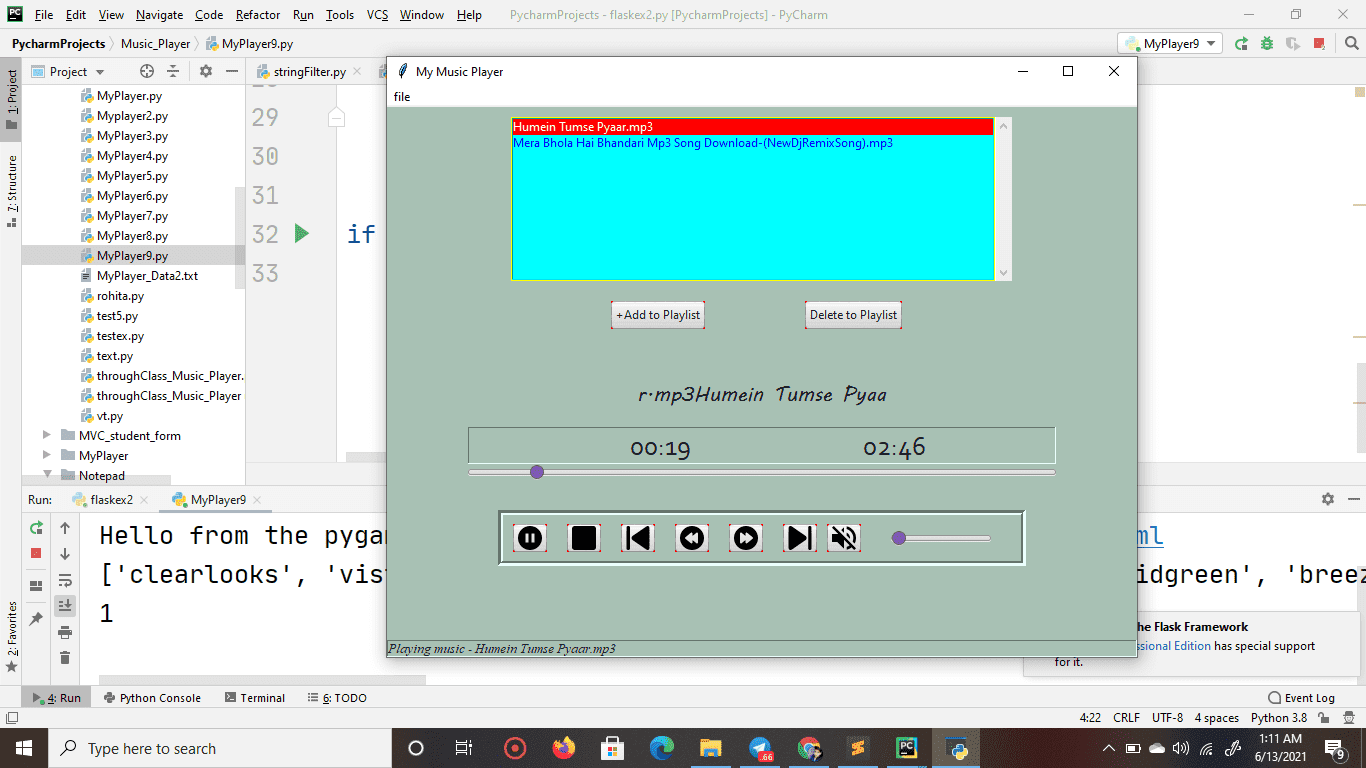 File Edit View Navigate Code Refactor Run Tools VCS Window Help PycharmProjects - flaskex2.py [PycharmProjects] - PyCharm
PycharmProjects Music_Player MyPlayer9.py MyPlayer9
1: Project
7: Structure
2: Favorites
Project
MyPlayer.py
Myplayer2.py
MyPlayer3.py
MyPlayer4.py
MyPlayer5.py
MyPlayer6.py
MyPlayer7.py
MyPlayer8.py
MyPlayer9.py
MyPlayer_Data2.txt
rohita.py
test5.py
testex.py
text.py
throughClass_Music_Player.
throughClass_Music_Player
vt.py
MVC_student_form
MyPlayer
Notepad
stringFilter.py
29
30
31
32 if
33
My Music Player
file
Humein Tumse Pyaar.mp3
Mera Bhola Hai Bhandari Mp3 Song Download-(NewDjRemixSong).mp3
+Add to Playlist Delete to Playlist
r.mp3Humein Tumse Pyaa
00:19 02:46
Playing music - Humein Tumse Pyaar.mp3
Run: flaskex2 MyPlayer9
Hello from the pygan ml
['clearlooks', 'vis idgreen', 'breez
1
he Flask Framework
ssional Edition has special support
for it.
4: Run Python Console Terminal 6: TODO Event Log
4:22 CRLF UTF-8 4 spaces Python 3.8
Type here to search
.66
1:11 AM
6/13/2021
9